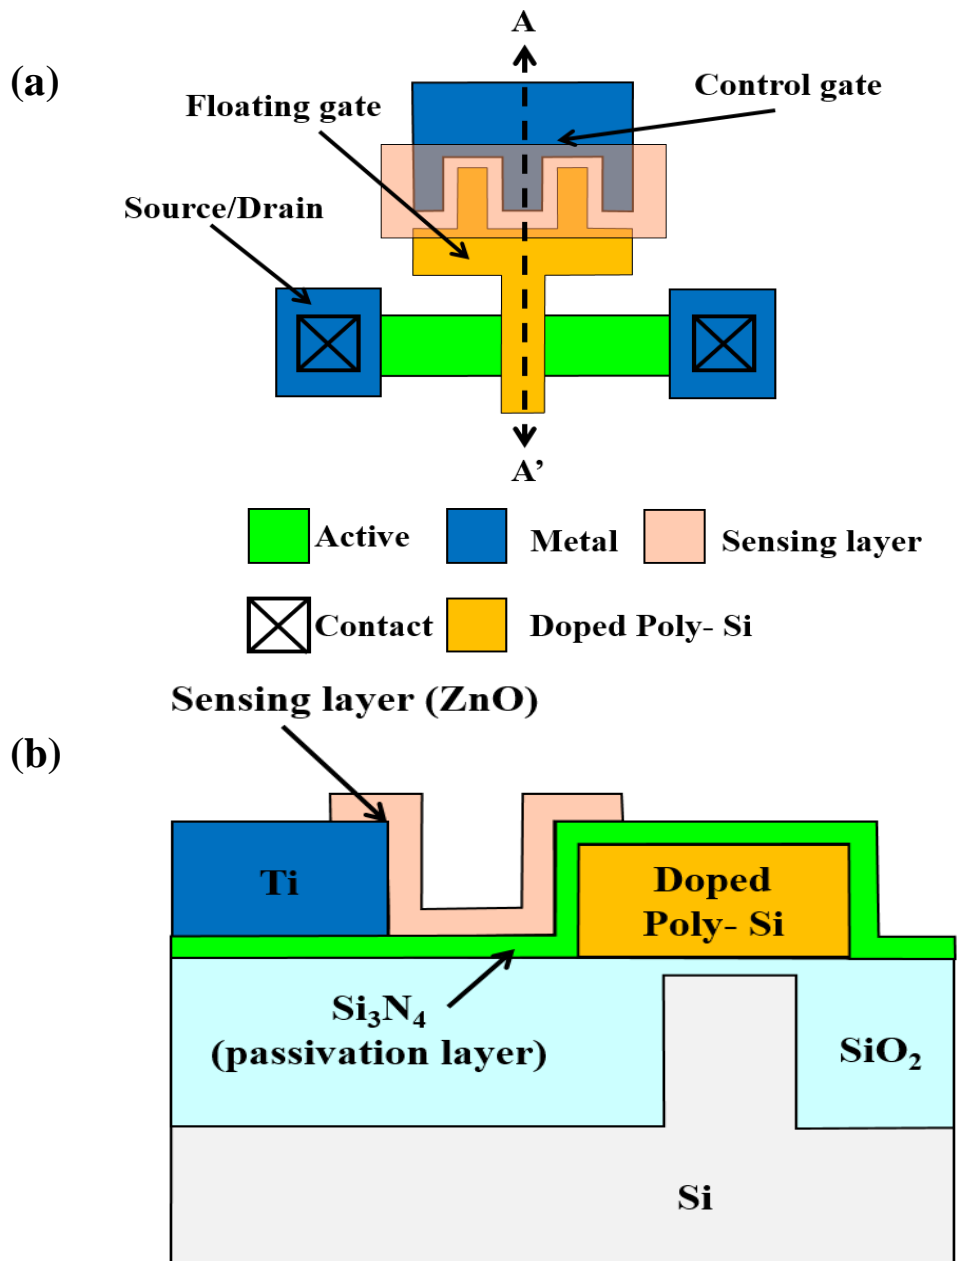 A
(a)
Control gate
Floating gate
Source/Drain
A’
Active
Metal
Sensing layer
Contact
Doped Poly- Si
Sensing layer (ZnO)
(b)
Ti
Doped
Poly- Si
Si₃N₄
(passivation layer)
SiO₂
Si